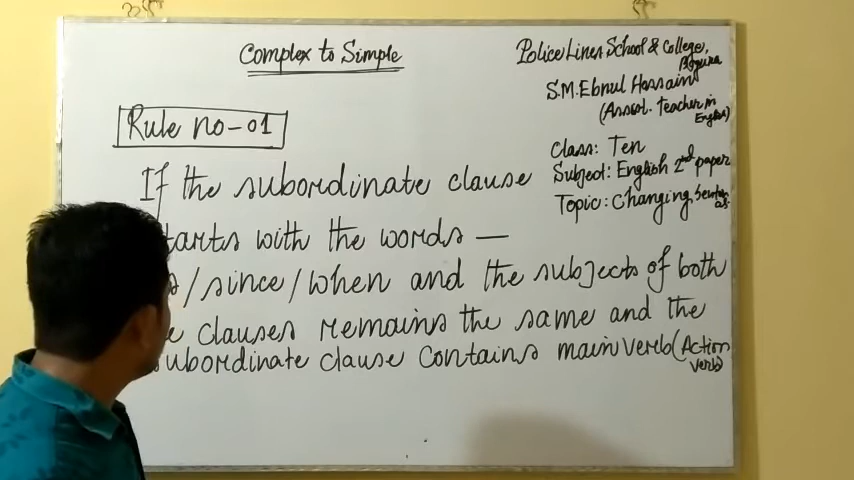 Complex to Simple
Police Lines School & College,
Bogura
S.M. Ebnul Hassain
(Assist. Teacher in
English)
Class: Ten
Subject: English 2nd paper
Topic: Changing Sentences.
Rule no-01
If the subordinate clause
tarts with the words —
s/since/when and the subjects of both
e clauses remains the same and the
subordinate clause contains main verb (Action
verb)